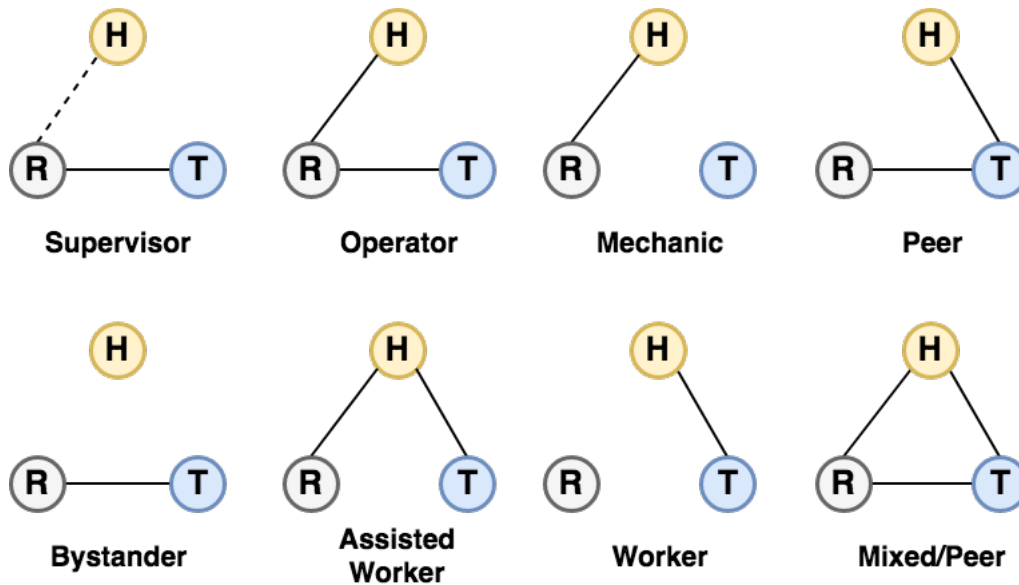 H
H
H
H
R
T
R
T
R
T
R
T
Supervisor
Operator
Mechanic
Peer
H
H
H
H
R
T
R
T
R
T
R
T
Bystander
Assisted
Worker
Worker
Mixed/Peer